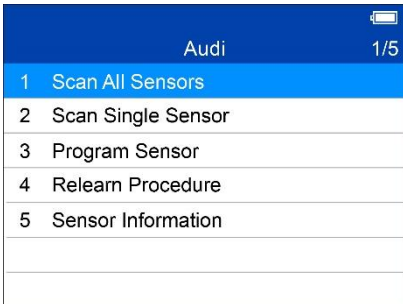 Audi 1/5
1 Scan All Sensors
2 Scan Single Sensor
3 Program Sensor
4 Relearn Procedure
5 Sensor Information